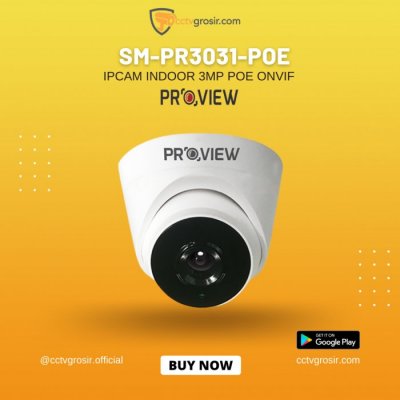 cctvgrosir.com
SM-PR3031-POE
IPCAM INDOOR 3MP POE ONVIF
PROVIEW
PROVIEW
GET IT ON
Google Play
@cctvgrosir.official
BUY NOW
cctvgrosir.com